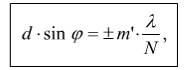 d · sin φ = ± m' · λ/N,